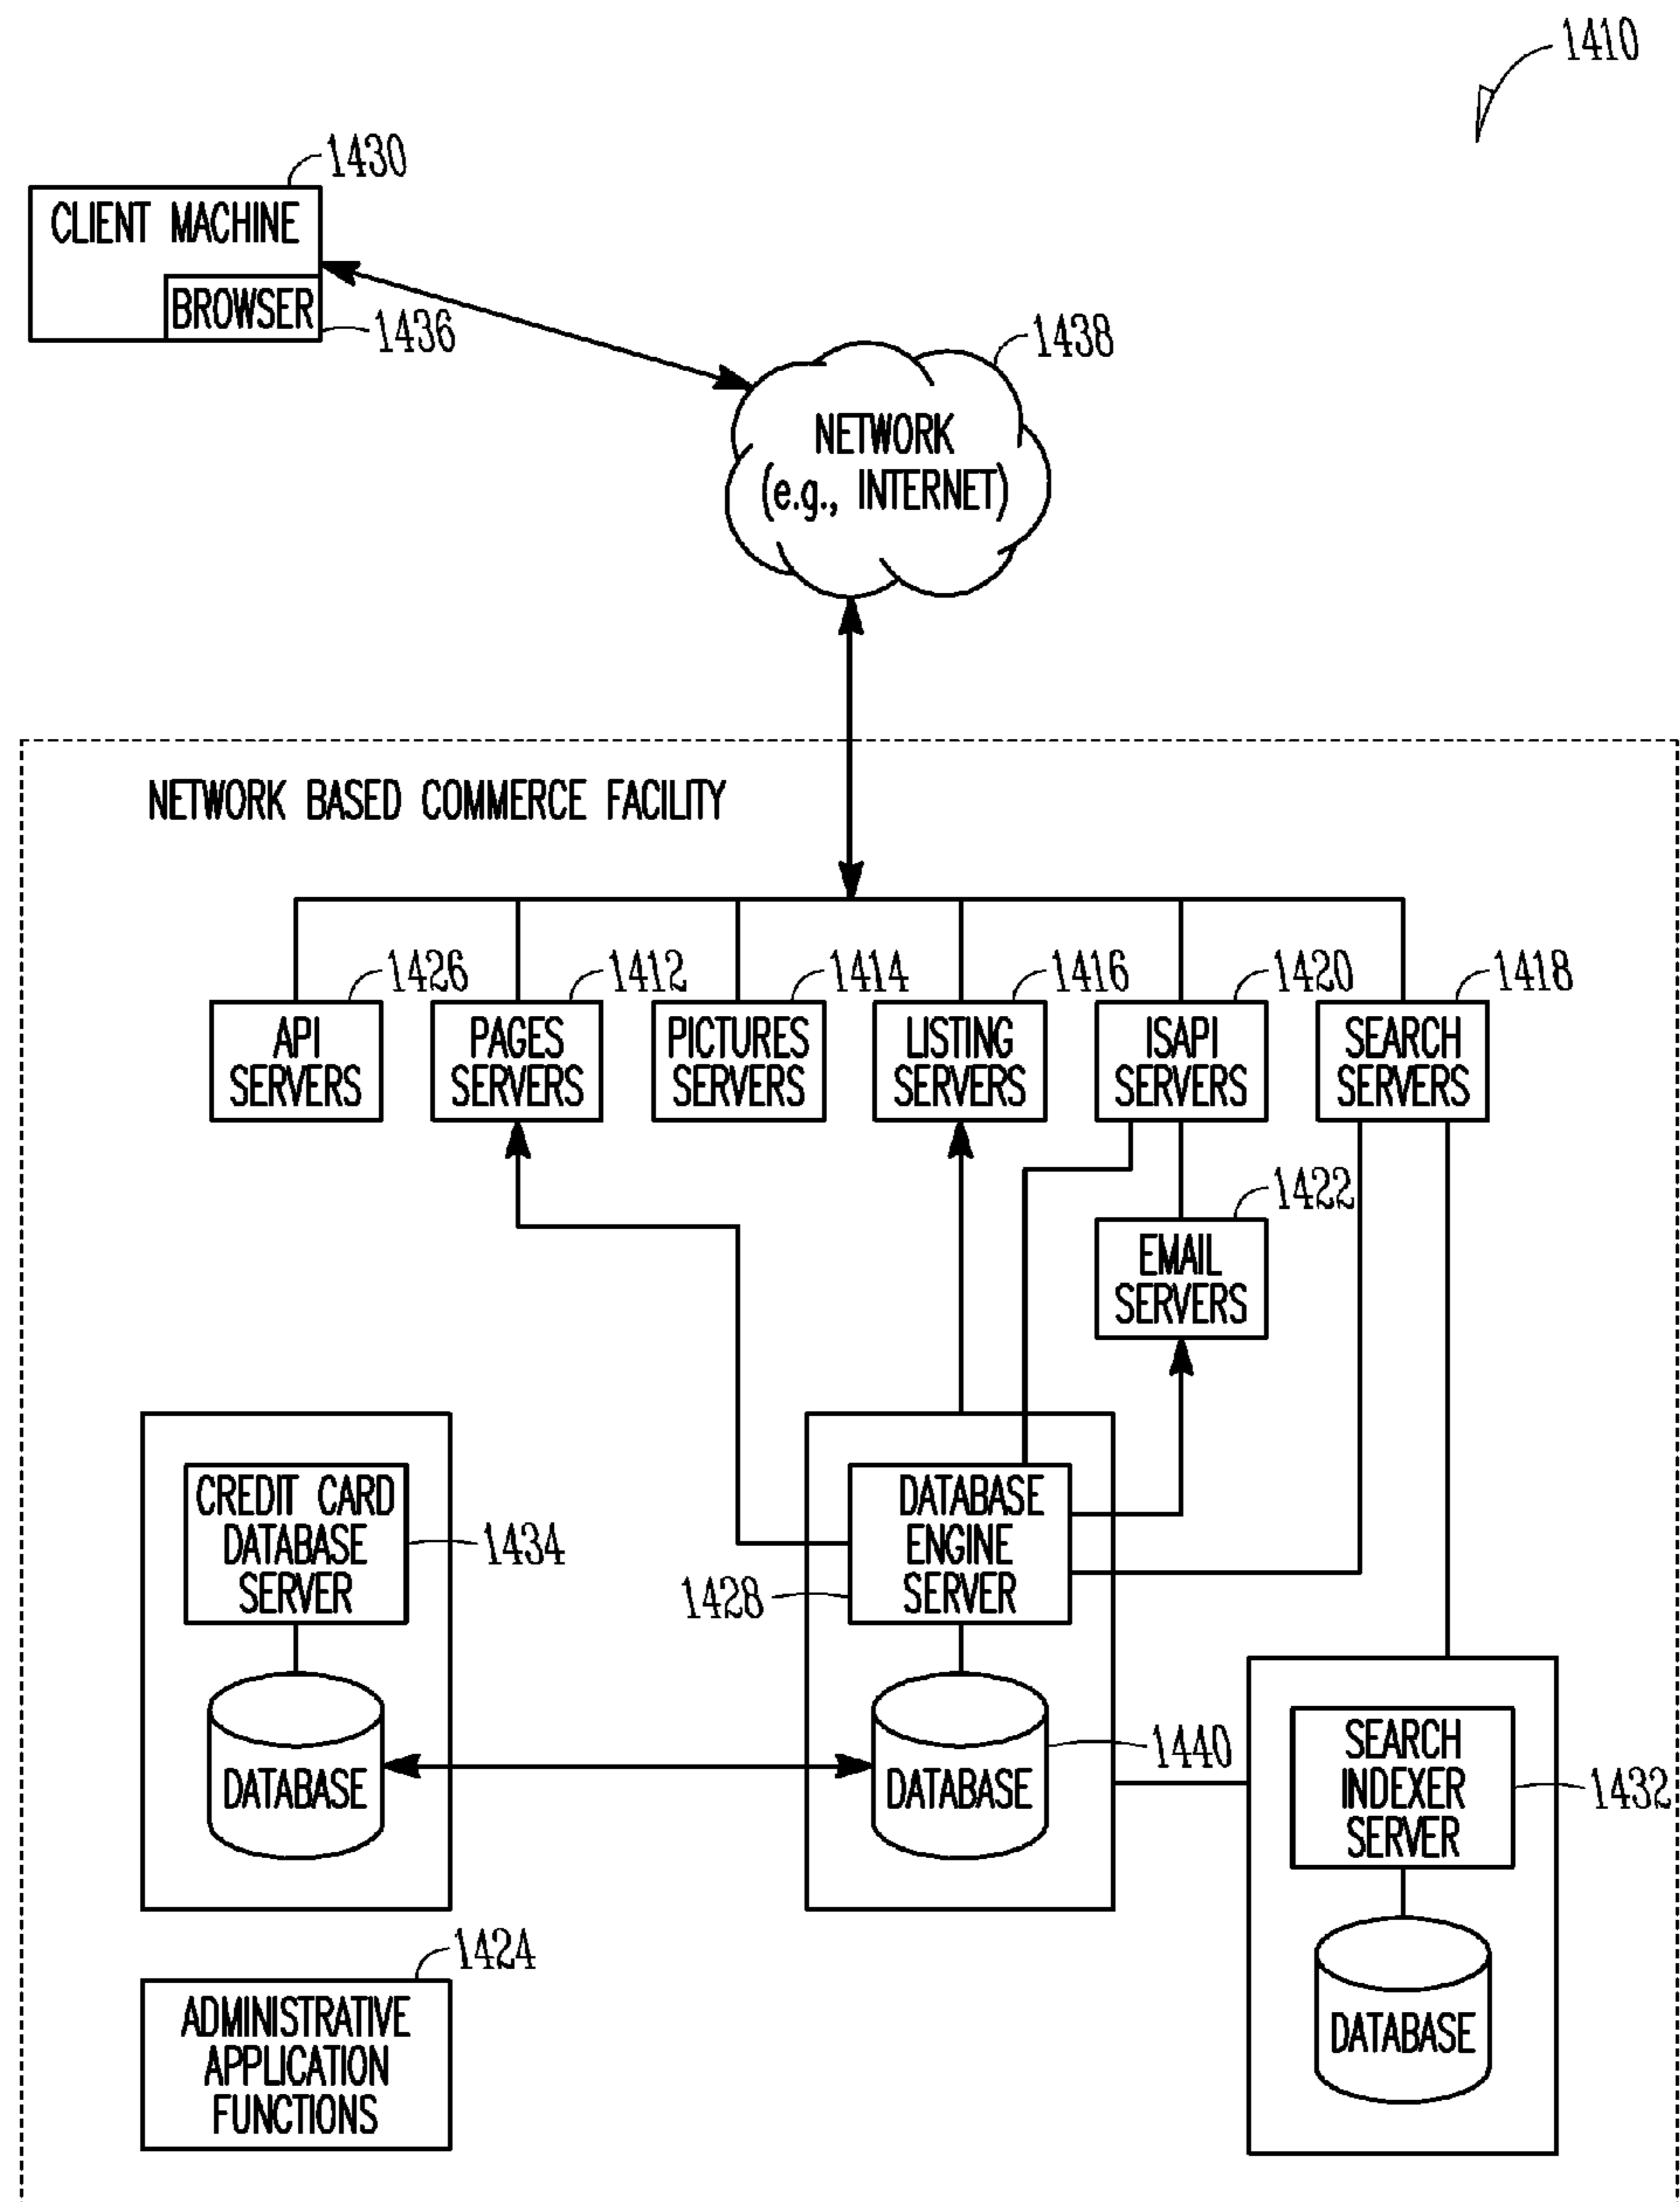 1410
1430
CLIENT MACHINE
BROWSER
1436
1438
NETWORK
(e.g., INTERNET)
NETWORK BASED COMMERCE FACILITY
1426
1412
1414
1416
1420
1418
API
SERVERS
PAGES
SERVERS
PICTURES
SERVERS
LISTING
SERVERS
ISAPI
SERVERS
SEARCH
SERVERS
1422
EMAIL
SERVERS
CREDIT CARD
DATABASE
SERVER
1434
DATABASE
ENGINE
SERVER
1428
DATABASE
DATABASE
1440
SEARCH
INDEXER
SERVER
1432
DATABASE
1424
ADMINISTRATIVE
APPLICATION
FUNCTIONS